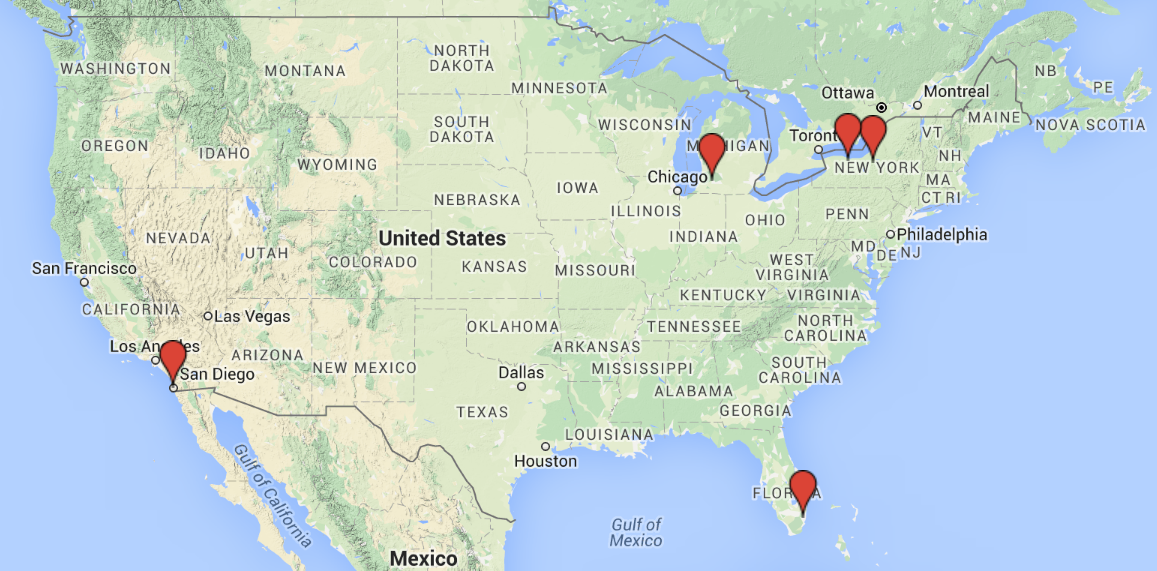 NORTH
DAKOTA
WASHINGTON
MONTANA
MINNESOTA
Ottawa
Montreal
NB
PE
MAINE
NOVA SCOTIA
SOUTH
DAKOTA
WISCONSIN
MICHIGAN
Toronto
VT
OREGON
IDAHO
WYOMING
NH
NEW YORK
Chicago
IOWA
MA
CT RI
NEBRASKA
ILLINOIS
OHIO
PENN
United States
INDIANA
Philadelphia
NEVADA
UTAH
COLORADO
KANSAS
MISSOURI
WEST
VIRGINIA
MD
DE
NJ
San Francisco
CALIFORNIA
KENTUCKY
VIRGINIA
Las Vegas
OKLAHOMA
TENNESSEE
NORTH
CAROLINA
Los Angeles
ARIZONA
NEW MEXICO
ARKANSAS
San Diego
Dallas
MISSISSIPPI
SOUTH
CAROLINA
ALABAMA
TEXAS
GEORGIA
LOUISIANA
Houston
Gulf of California
FLORIDA
Gulf of
Mexico
Mexico